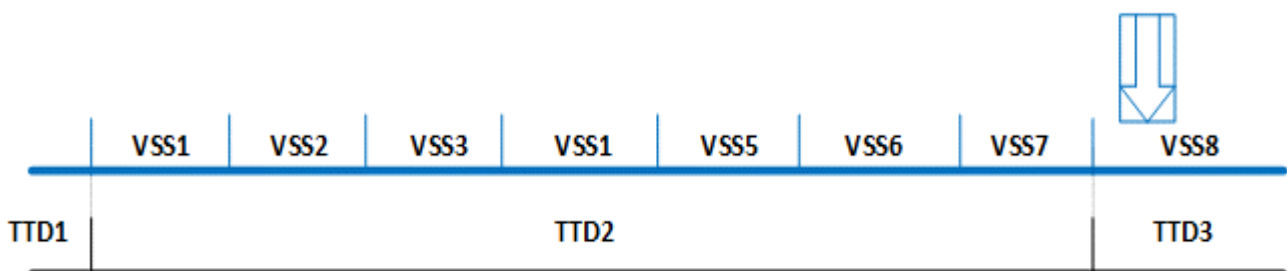 VSS1 VSS2 VSS3 VSS1 VSS5 VSS6 VSS7 VSS8
TTD1 TTD2 TTD3